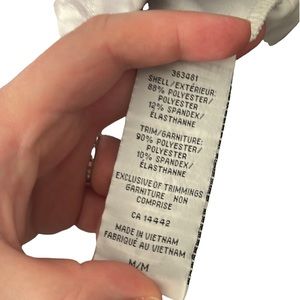 363461
SHELL/EXTÉRIEUR:
88% POLYESTER/
POLYESTER
12% SPANDEX/
ÉLASTHANNE
TRIM/GARNITURE:
90% POLYESTER/
POLYESTER
10% SPANDEX/
ÉLASTHANNE
EXCLUSIVE OF TRIMMINGS
GARNITURE NON
COMPRISE
CA 14442
MADE IN VIETNAM
FABRIQUÉ AU VIETNAM
M/M